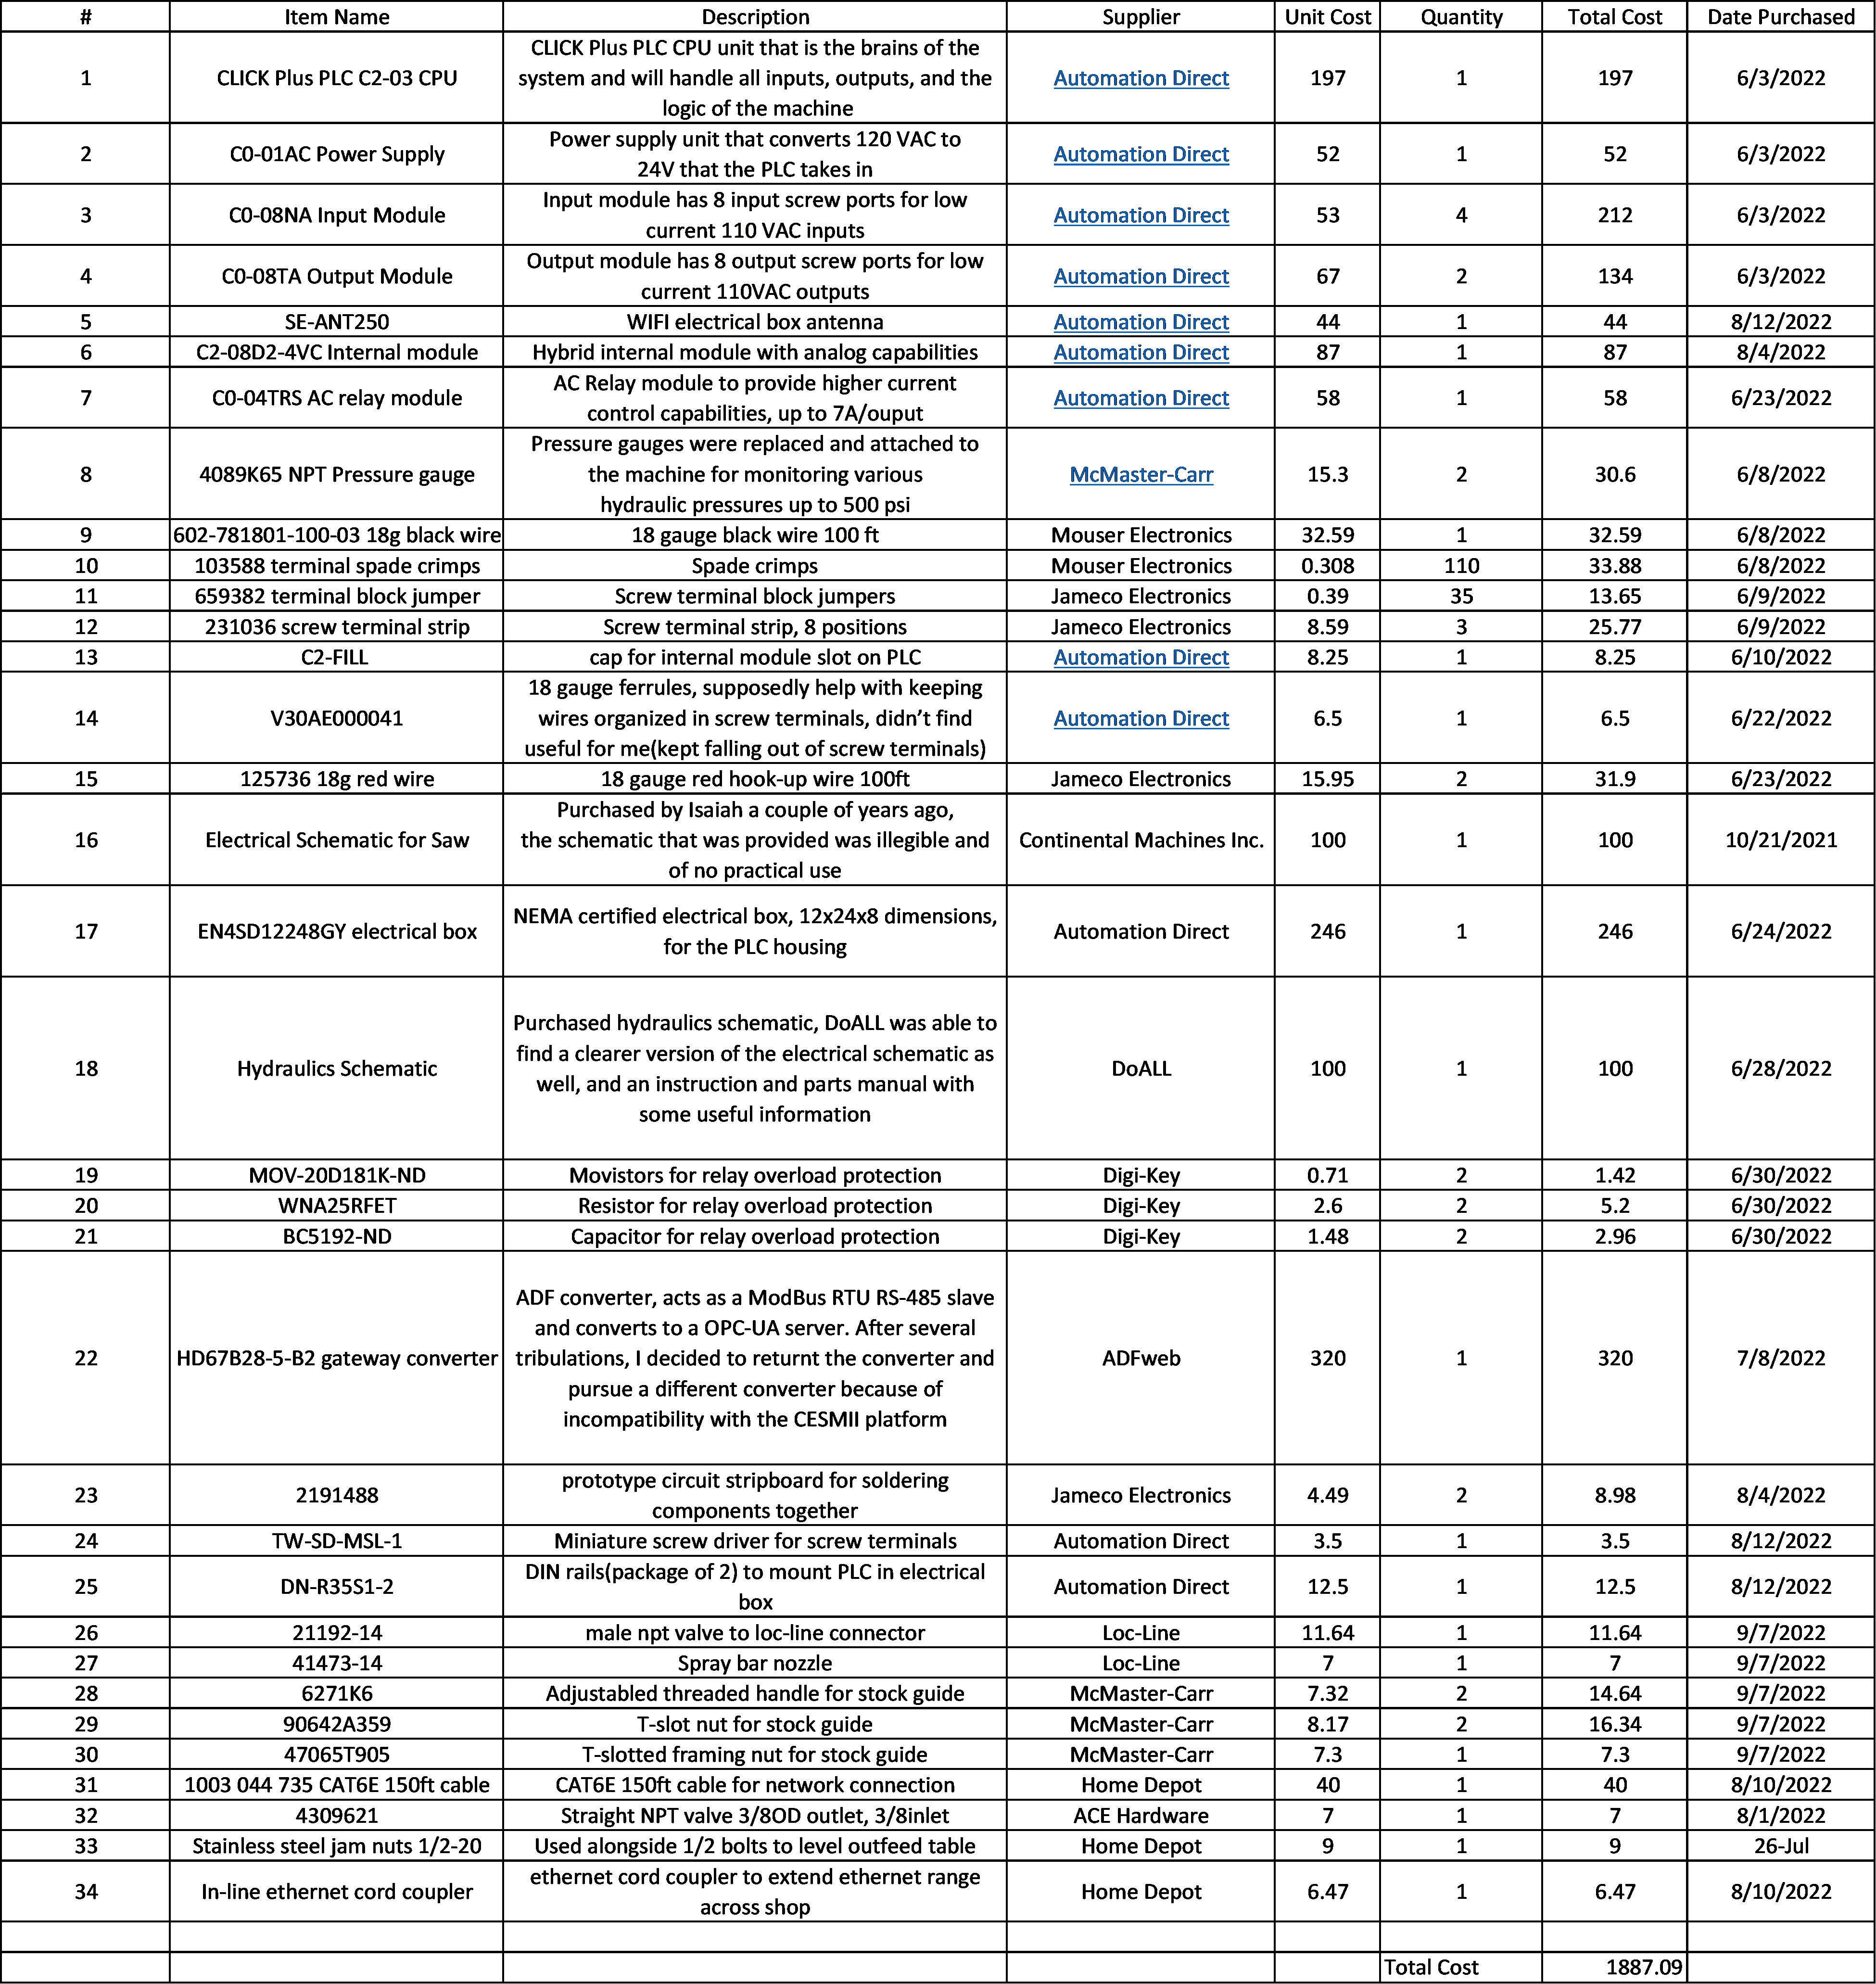 # Item Name Description Supplier Unit Cost Quantity Total Cost Date Purchased
CLICK Plus PLC CPU unit that is the brains of the
1 CLICK Plus PLC C2-03 CPU system and will handle all inputs, outputs, and the Automation Direct 197 1 197 6/3/2022
logic of the machine
Power supply unit that converts 120 VAC to
2 C0-01AC Power Supply Automation Direct 52 1 52 6/3/2022
24V that the PLC takes in
Input module has 8 input screw ports for low
3 C0-08NA Input Module Automation Direct 53 4 212 6/3/2022
current 110 VAC inputs
Output module has 8 output screw ports for low
4 C0-08TA Output Module Automation Direct 67 2 134 6/3/2022
current 110VAC outputs
5 SE-ANT250 WIFI electrical box antenna Automation Direct 44 1 44 8/12/2022
6 C2-08D2-4VC Internal module Hybrid internal module with analog capabilities Automation Direct 87 1 87 8/4/2022
AC Relay module to provide higher current
7 C0-04TRS AC relay module Automation Direct 58 1 58 6/23/2022
control capabilities, up to 7A/ouput
Pressure gauges were replaced and attached to
8 4089K65 NPT Pressure gauge the machine for monitoring various McMaster-Carr 15.3 2 30.6 6/8/2022
hydraulic pressures up to 500 psi
9 602-781801-100-03 18g black wire 18 gauge black wire 100 ft Mouser Electronics 32.59 1 32.59 6/8/2022
10 103588 terminal spade crimps Spade crimps Mouser Electronics 0.308 110 33.88 6/8/2022
11 659382 terminal block jumper Screw terminal block jumpers Jameco Electronics 0.39 35 13.65 6/9/2022
12 231036 screw terminal strip Screw terminal strip, 8 positions Jameco Electronics 8.59 3 25.77 6/9/2022
13 C2-FILL cap for internal module slot on PLC Automation Direct 8.25 1 8.25 6/10/2022
18 gauge ferrules, supposedly help with keeping
14 V30AE000041 wires organized in screw terminals, didn't find Automation Direct 6.5 1 6.5 6/22/2022
useful for me(kept falling out of screw terminals)
15 125736 18g red wire 18 gauge red hook-up wire 100ft Jameco Electronics 15.95 2 31.9 6/23/2022
Purchased by Isaiah a couple of years ago,
16 Electrical Schematic for Saw the schematic that was provided was illegible and Continental Machines Inc. 100 1 100 10/21/2021
of no practical use
NEMA certified electrical box, 12x24x8 dimensions,
17 EN4SD12248GY electrical box Automation Direct 246 1 246 6/24/2022
for the PLC housing
Purchased hydraulics schematic, DoALL was able to
find a clearer version of the electrical schematic as
18 Hydraulics Schematic DoALL 100 1 100 6/28/2022
well, and an instruction and parts manual with
some useful information
19 MOV-20D181K-ND Movistors for relay overload protection Digi-Key 0.71 2 1.42 6/30/2022
20 WNA25RFET Resistor for relay overload protection Digi-Key 2.6 2 5.2 6/30/2022
21 BC5192-ND Capacitor for relay overload protection Digi-Key 1.48 2 2.96 6/30/2022
ADF converter, acts as a ModBus RTU RS-485 slave
and converts to a OPC-UA server. After several
22 HD67B28-5-B2 gateway converter tribulations, I decided to returnt the converter and ADFweb 320 1 320 7/8/2022
pursue a different converter because of
incompatibility with the CESMII platform
prototype circuit stripboard for soldering
23 2191488 Jameco Electronics 4.49 2 8.98 8/4/2022
components together
24 TW-SD-MSL-1 Miniature screw driver for screw terminals Automation Direct 3.5 1 3.5 8/12/2022
DIN rails(package of 2) to mount PLC in electrical
25 DN-R35S1-2 Automation Direct 12.5 1 12.5 8/12/2022
box
26 21192-14 male npt valve to loc-line connector Loc-Line 11.64 1 11.64 9/7/2022
27 41473-14 Spray bar nozzle Loc-Line 7 1 7 9/7/2022
28 6271K6 Adjustabled threaded handle for stock guide McMaster-Carr 7.32 2 14.64 9/7/2022
29 90642A359 T-slot nut for stock guide McMaster-Carr 8.17 2 16.34 9/7/2022
30 47065T905 T-slotted framing nut for stock guide McMaster-Carr 7.3 1 7.3 9/7/2022
31 1003 044 735 CAT6E 150ft cable CAT6E 150ft cable for network connection Home Depot 40 1 40 8/10/2022
32 4309621 Straight NPT valve 3/8OD outlet, 3/8inlet ACE Hardware 7 1 7 8/1/2022
33 Stainless steel jam nuts 1/2-20 Used alongside 1/2 bolts to level outfeed table Home Depot 9 1 9 26-Jul
ethernet cord coupler to extend ethernet range
34 In-line ethernet cord coupler Home Depot 6.47 1 6.47 8/10/2022
across shop
Total Cost 1887.09